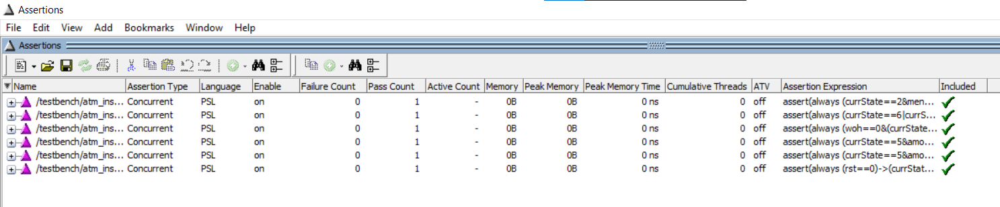 Assertions
File Edit View Add Bookmarks Window Help
Assertions
Name Assertion Type Language Enable Failure Count Pass Count Active Count Memory Peak Memory Peak Memory Time Cumulative Threads ATV Assertion Expression Included
/testbench/atm_ins... Concurrent PSL on 0 1 - 0B 0B 0 ns 0 off assert(always (currState==2&men...
/testbench/atm_ins... Concurrent PSL on 0 1 - 0B 0B 0 ns 0 off assert(always (currState==6|currS...
/testbench/atm_ins... Concurrent PSL on 0 1 - 0B 0B 0 ns 0 off assert(always (woh==0&(currState...
/testbench/atm_ins... Concurrent PSL on 0 1 - 0B 0B 0 ns 0 off assert(always (currState==5&amo...
/testbench/atm_ins... Concurrent PSL on 0 1 - 0B 0B 0 ns 0 off assert(always (currState==5&amo...
/testbench/atm_ins... Concurrent PSL on 0 1 - 0B 0B 0 ns 0 off assert(always (rst==0)->(currStat...